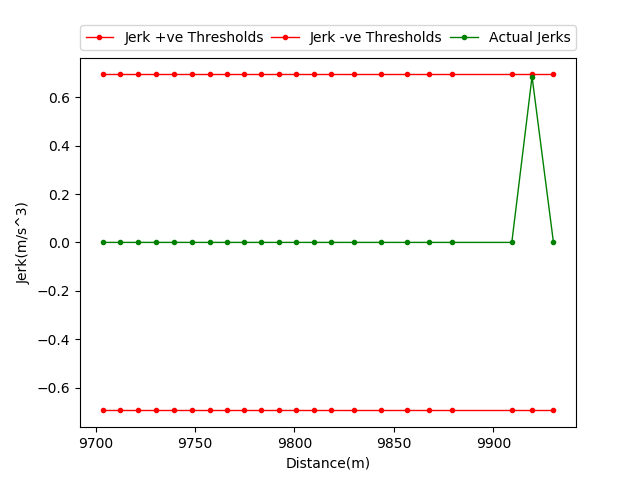 Jerk +ve Thresholds Jerk -ve Thresholds Actual Jerks
0.6
0.4
0.2
0.0
−0.2
−0.4
−0.6
Jerk(m/s^3)
9700 9750 9800 9850 9900
Distance(m)